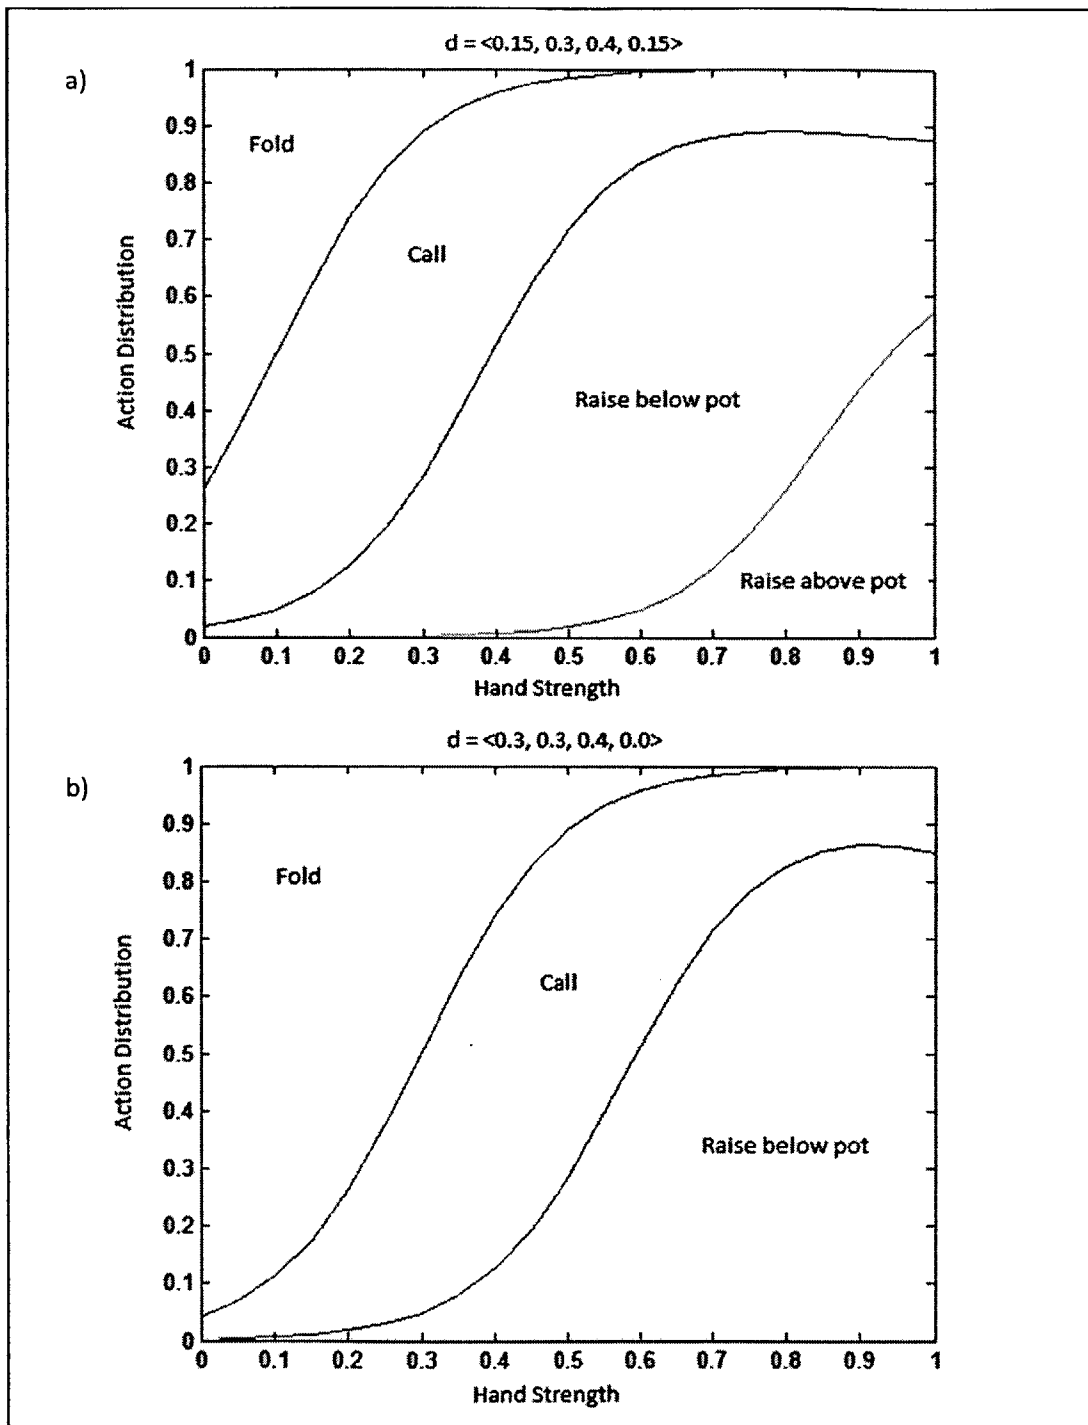 d = <0.15, 0.3, 0.4, 0.15>
a)
1
0.9
0.8
0.7
0.6
0.5
0.4
0.3
0.2
0.1
0
Action Distribution
Fold
Call
Raise below pot
Raise above pot
0 0.1 0.2 0.3 0.4 0.5 0.6 0.7 0.8 0.9 1
Hand Strength
d = <0.3, 0.3, 0.4, 0.0>
b)
1
0.9
0.8
0.7
0.6
0.5
0.4
0.3
0.2
0.1
0
Action Distribution
Fold
Call
Raise below pot
0 0.1 0.2 0.3 0.4 0.5 0.6 0.7 0.8 0.9 1
Hand Strength